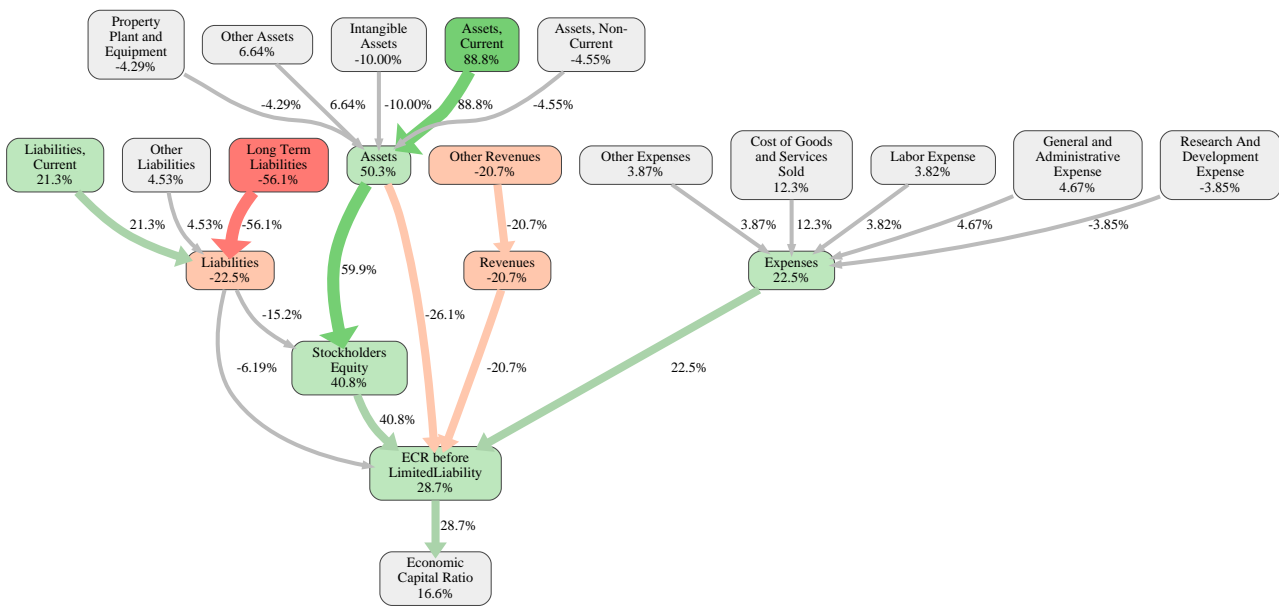 Property
Plant and
Equipment
-4.29%
Other Assets
6.64%
Intangible
Assets
-10.00%
Assets,
Current
88.8%
Assets, Non-
Current
-4.55%
-4.29%
6.64%
-10.00%
88.8%
-4.55%
Liabilities,
Current
21.3%
Other
Liabilities
4.53%
Long Term
Liabilities
-56.1%
Assets
50.3%
Other Revenues
-20.7%
Other Expenses
3.87%
Cost of Goods
and Services
Sold
12.3%
Labor Expense
3.82%
General and
Administrative
Expense
4.67%
Research And
Development
Expense
-3.85%
21.3%
4.53%
-56.1%
-20.7%
3.87%
12.3%
3.82%
4.67%
-3.85%
Liabilities
-22.5%
59.9%
Revenues
-20.7%
Expenses
22.5%
-15.2%
-26.1%
-6.19%
Stockholders
Equity
40.8%
-20.7%
22.5%
40.8%
ECR before
LimitedLiability
28.7%
28.7%
Economic
Capital Ratio
16.6%